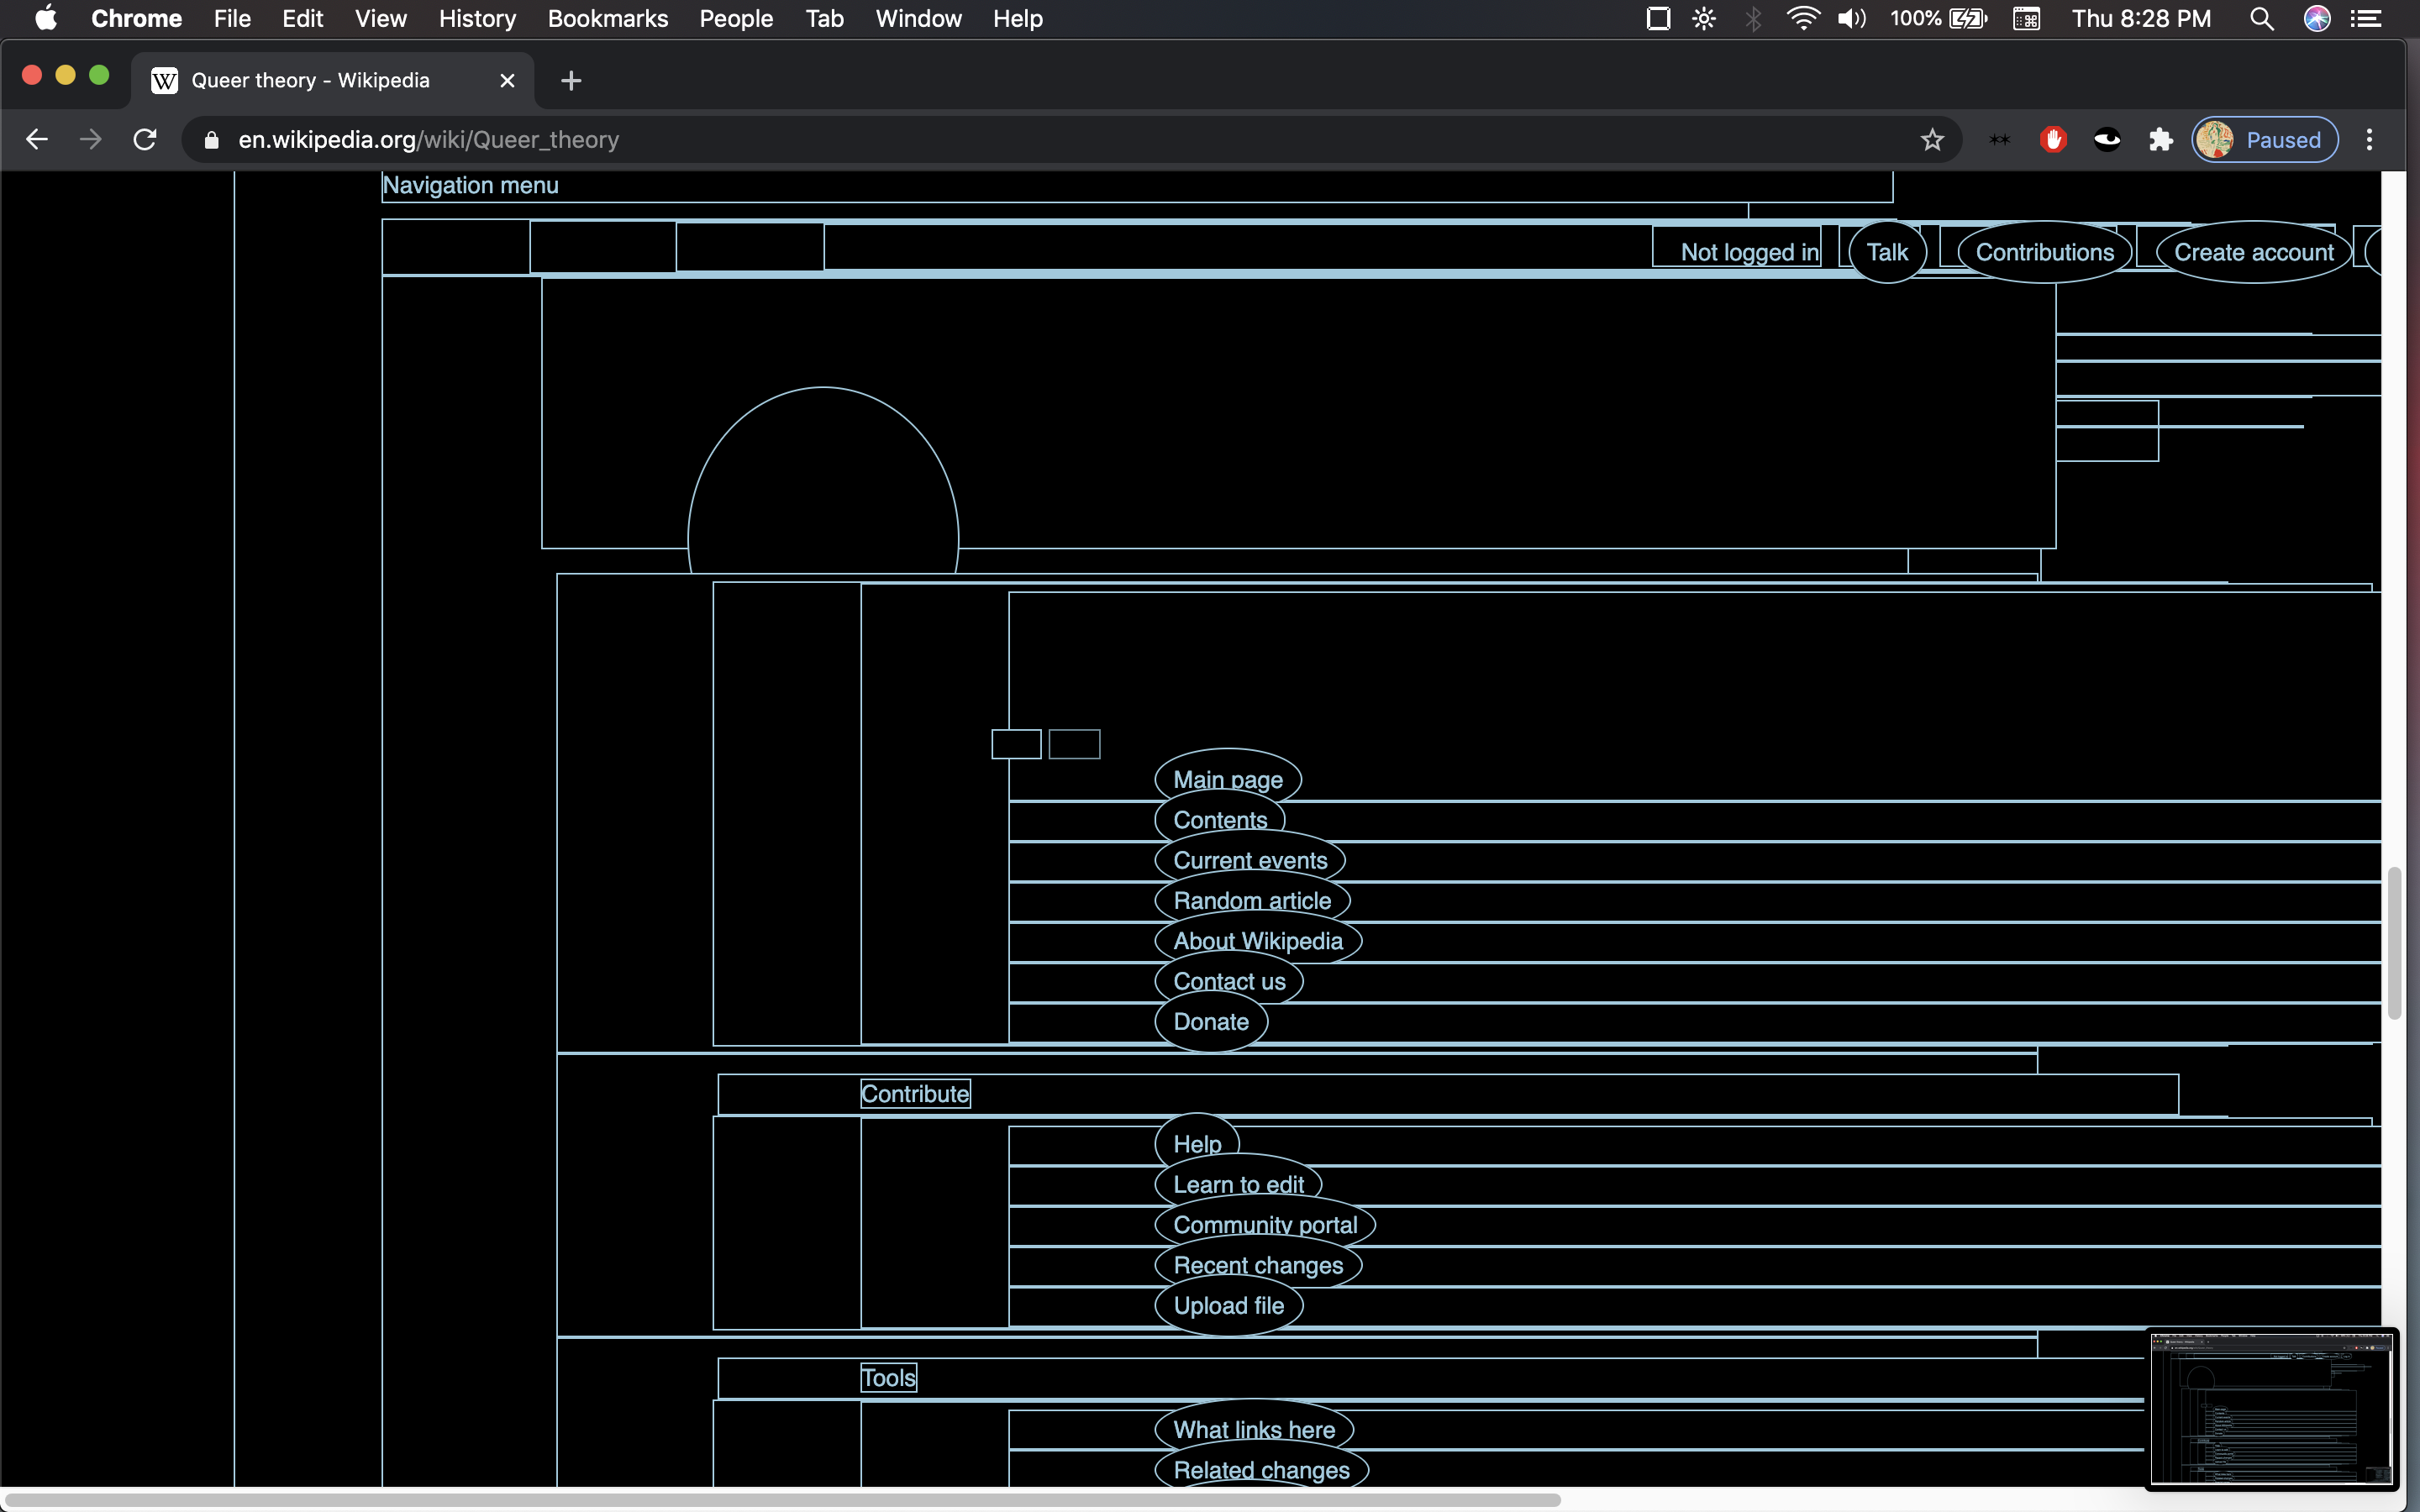 Chrome File Edit View History Bookmarks People Tab Window Help 100% Thu 8:28 PM
W Queer theory - Wikipedia
en.wikipedia.org/wiki/Queer_theory Paused
Navigation menu
Not logged in Talk Contributions Create account
Main page
Contents
Current events
Random article
About Wikipedia
Contact us
Donate
Contribute
Help
Learn to edit
Community portal
Recent changes
Upload file
Tools
What links here
Related changes